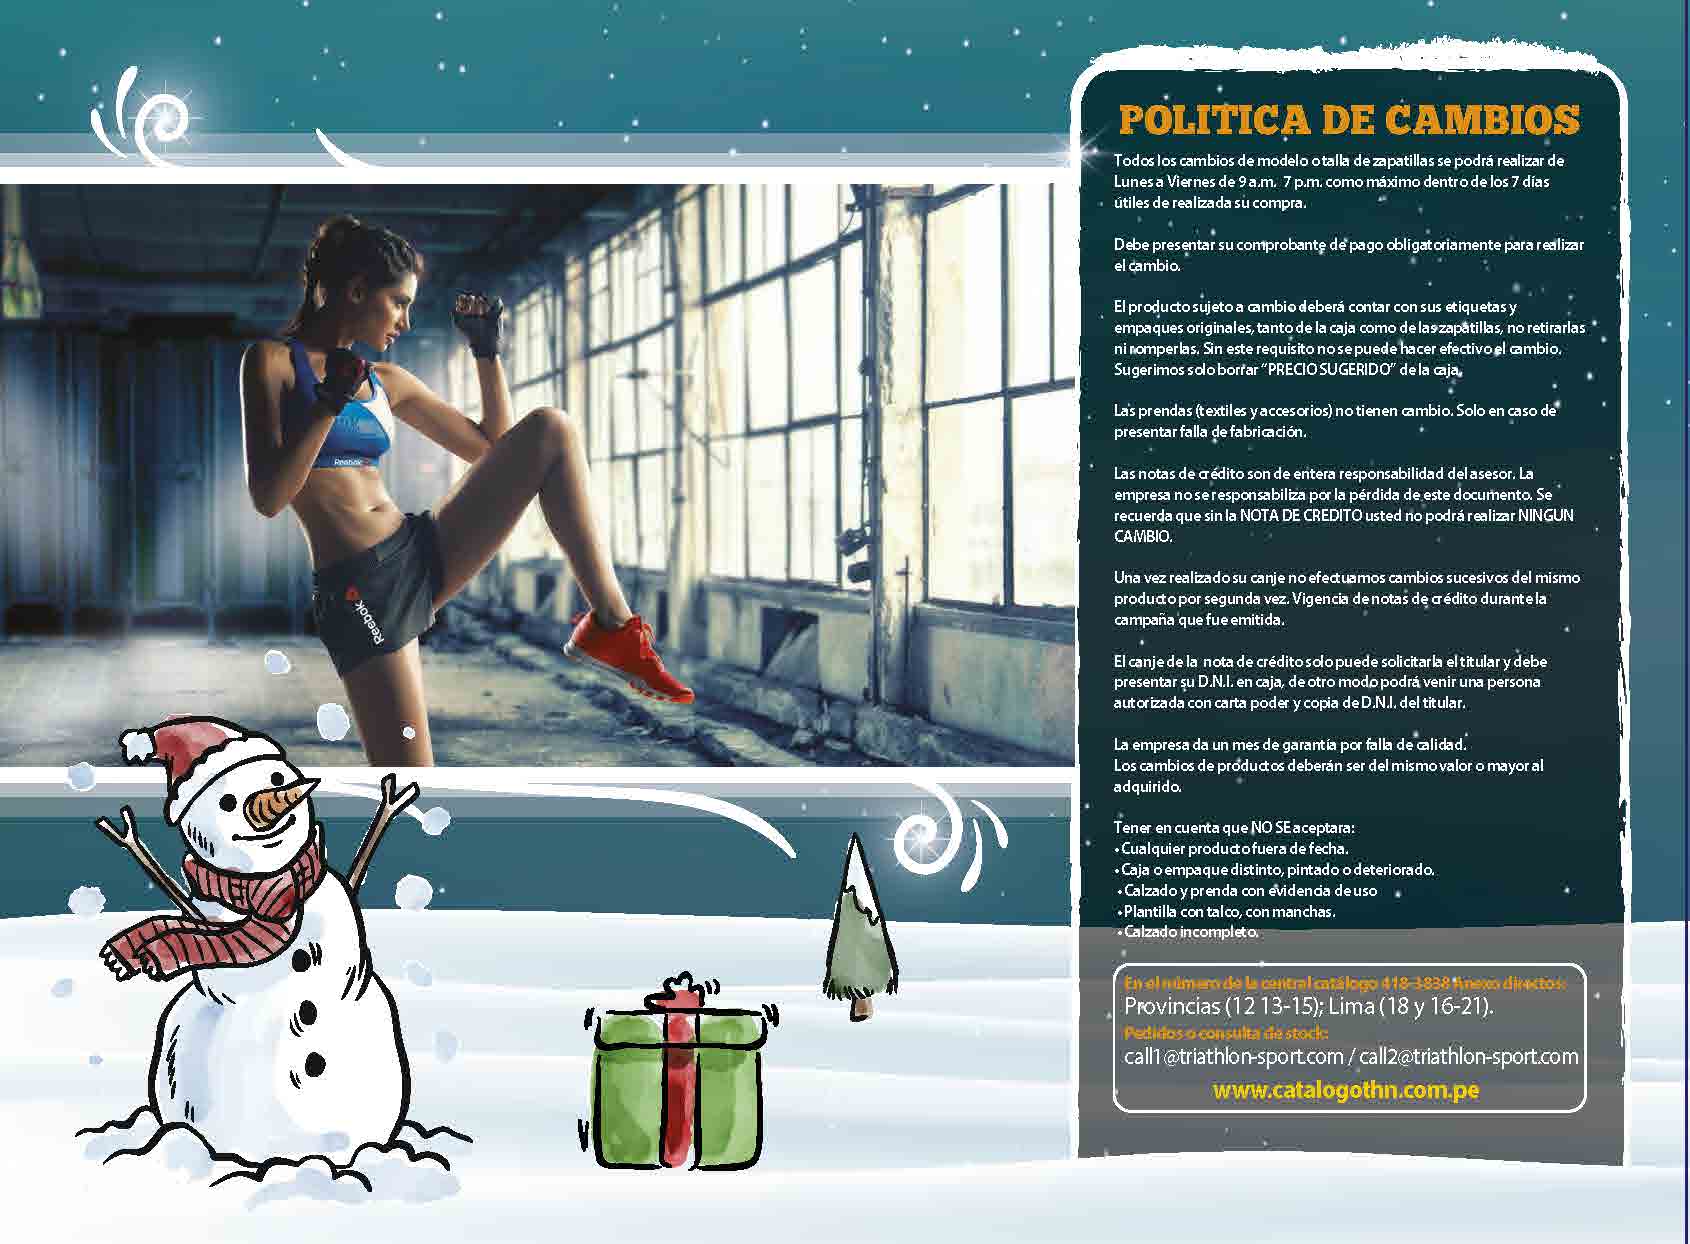 POLITICA DE CAMBIOS
Todos los cambios de modelo o talla de zapatillas se podrá realizar de
Lunes a Viernes de 9 a.m.  7 p.m. como máximo dentro de los 7 días
útiles de realizada su compra.
Debe presentar su comprobante de pago obligatoriamente para realizar
el cambio.
El producto sujeto a cambio deberá contar con sus etiquetas y
empaques originales, tanto de la caja como de las zapatillas, no retirarlas
ni romperlas. Sin este requisito no se puede hacer efectivo el cambio.
Sugerimos solo borrar "PRECIO SUGERIDO" de la caja.
Las prendas (textiles y accesorios) no tienen cambio. Solo en caso de
presentar falla de fabricación.
Las notas de crédito son de entera responsabilidad del asesor. La
empresa no se responsabiliza por la pérdida de este documento. Se
recuerda que sin la NOTA DE CREDITO usted no podrá realizar NINGUN
CAMBIO.
Una vez realizado su canje no efectuamos cambios sucesivos del mismo
producto por segunda vez. Vigencia de notas de crédito durante la
campaña que fue emitida.
El canje de la nota de crédito solo puede solicitarla el titular y debe
presentar su D.N.I. en caja, de otro modo podrá venir una persona
autorizada con carta poder y copia de D.N.I. del titular.
La empresa da un mes de garantía por falla de calidad.
Los cambios de productos deberán ser del mismo valor o mayor al
adquirido.
Tener en cuenta que NO SE aceptara:
• Cualquier producto fuera de fecha.
• Caja o empaque distinto, pintado o deteriorado.
• Calzado y prenda con evidencia de uso
• Plantilla con talco, con manchas.
• Calzado incompleto.
En el número de la central catálogo 418-3838 Anexo directos:
Provincias (12 13-15); Lima (18 y 16-21).
Pedidos o consulta de stock:
call1@triathlon-sport.com / call2@triathlon-sport.com
www.catalogothn.com.pe
Reebok
Reebok